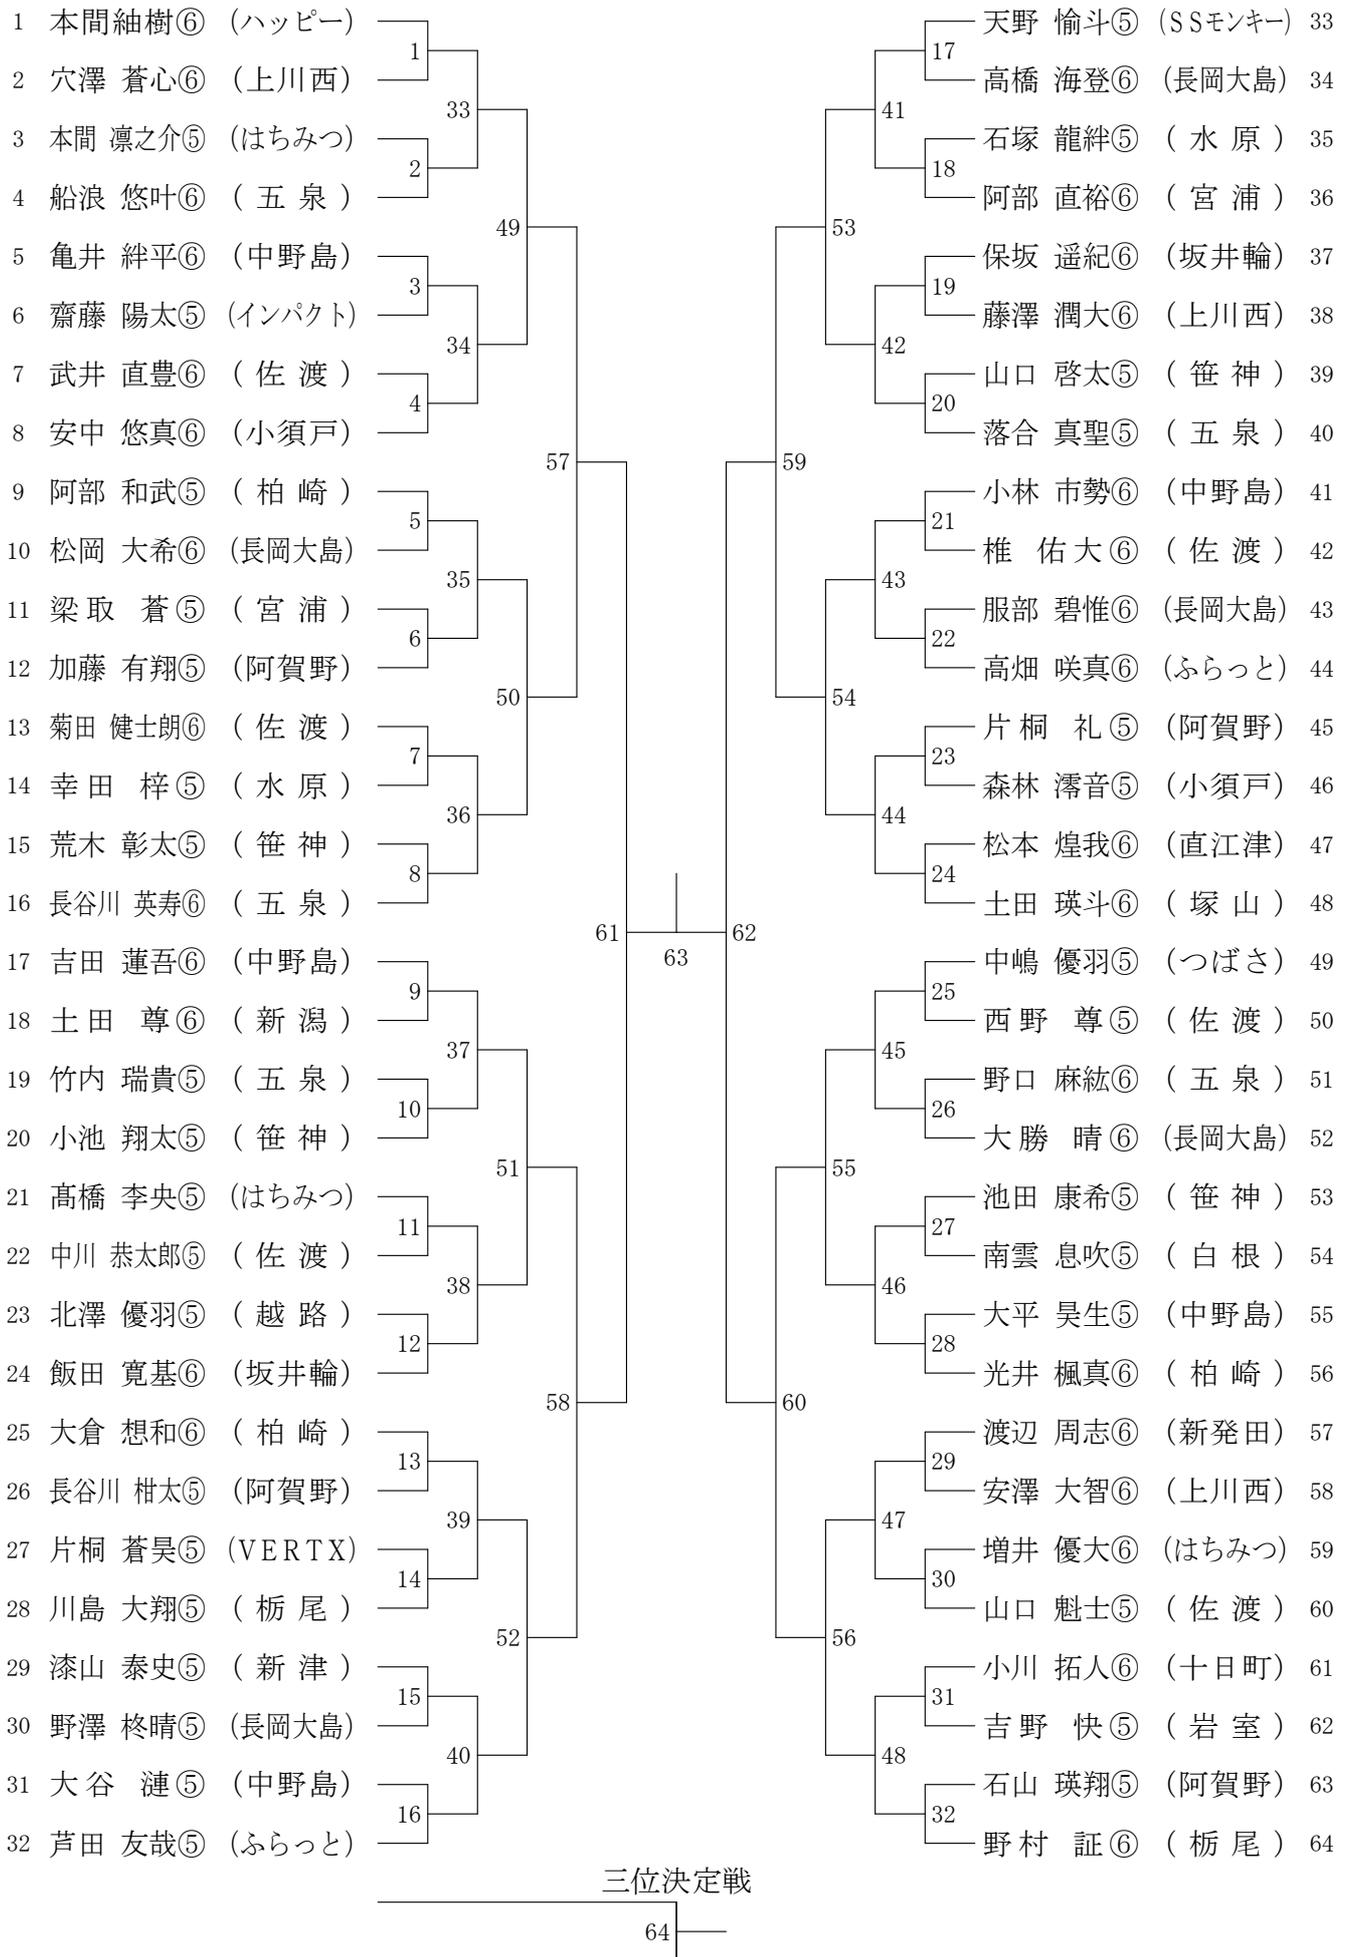 1 本間紬樹⑥ (ハッピー)
2 穴澤 蒼心⑥ (上川西)
3 本間 凛之介⑤ (はちみつ)
4 船浪 悠叶⑥ (五泉)
5 亀井 絆平⑥ (中野島)
6 齋藤 陽太⑤ (インパクト)
7 武井 直豊⑥ (佐渡)
8 安中 悠真⑥ (小須戸)
9 阿部 和武⑤ (柏崎)
10 松岡 大希⑥ (長岡大島)
11 梁取 蒼⑤ (宮浦)
12 加藤 有翔⑤ (阿賀野)
13 菊田 健士朗⑥ (佐渡)
14 幸田 梓⑤ (水原)
15 荒木 彰太⑤ (笹神)
16 長谷川 英寿⑥ (五泉)
17 吉田 蓮吾⑥ (中野島)
18 土田 尊⑥ (新潟)
19 竹内 瑞貴⑤ (五泉)
20 小池 翔太⑤ (笹神)
21 髙橋 李央⑤ (はちみつ)
22 中川 恭太郎⑤ (佐渡)
23 北澤 優羽⑤ (越路)
24 飯田 寛基⑥ (坂井輪)
25 大倉 想和⑥ (柏崎)
26 長谷川 柑太⑤ (阿賀野)
27 片桐 蒼昊⑤ (VERTX)
28 川島 大翔⑤ (栃尾)
29 漆山 泰史⑤ (新津)
30 野澤 柊晴⑤ (長岡大島)
31 大谷 漣⑤ (中野島)
32 芦田 友哉⑤ (ふらっと)
1
2
3
4
5
6
7
8
9
10
11
12
13
14
15
16
33
34
35
36
37
38
39
40
49
50
51
52
57
58
61
63
62
59
60
53
54
55
56
41
42
43
44
45
46
47
48
17
18
19
20
21
22
23
24
25
26
27
28
29
30
31
32
天野 愉斗⑤ (SSモンキー) 33
高橋 海登⑥ (長岡大島) 34
石塚 龍絆⑤ (水原) 35
阿部 直裕⑥ (宮浦) 36
保坂 遥紀⑥ (坂井輪) 37
藤澤 潤大⑥ (上川西) 38
山口 啓太⑤ (笹神) 39
落合 真聖⑤ (五泉) 40
小林 市勢⑥ (中野島) 41
椎 佑大⑥ (佐渡) 42
服部 碧惟⑥ (長岡大島) 43
高畑 咲真⑥ (ふらっと) 44
片桐 礼⑤ (阿賀野) 45
森林 澪音⑤ (小須戸) 46
松本 煌我⑥ (直江津) 47
土田 瑛斗⑥ (塚山) 48
中嶋 優羽⑤ (つばさ) 49
西野 尊⑤ (佐渡) 50
野口 麻紘⑥ (五泉) 51
大勝 晴⑥ (長岡大島) 52
池田 康希⑤ (笹神) 53
南雲 息吹⑤ (白根) 54
大平 昊生⑤ (中野島) 55
光井 楓真⑥ (柏崎) 56
渡辺 周志⑥ (新発田) 57
安澤 大智⑥ (上川西) 58
増井 優大⑥ (はちみつ) 59
山口 魁士⑤ (佐渡) 60
小川 拓人⑥ (十日町) 61
吉野 快⑤ (岩室) 62
石山 瑛翔⑤ (阿賀野) 63
野村 証⑥ (栃尾) 64
三位決定戦
64